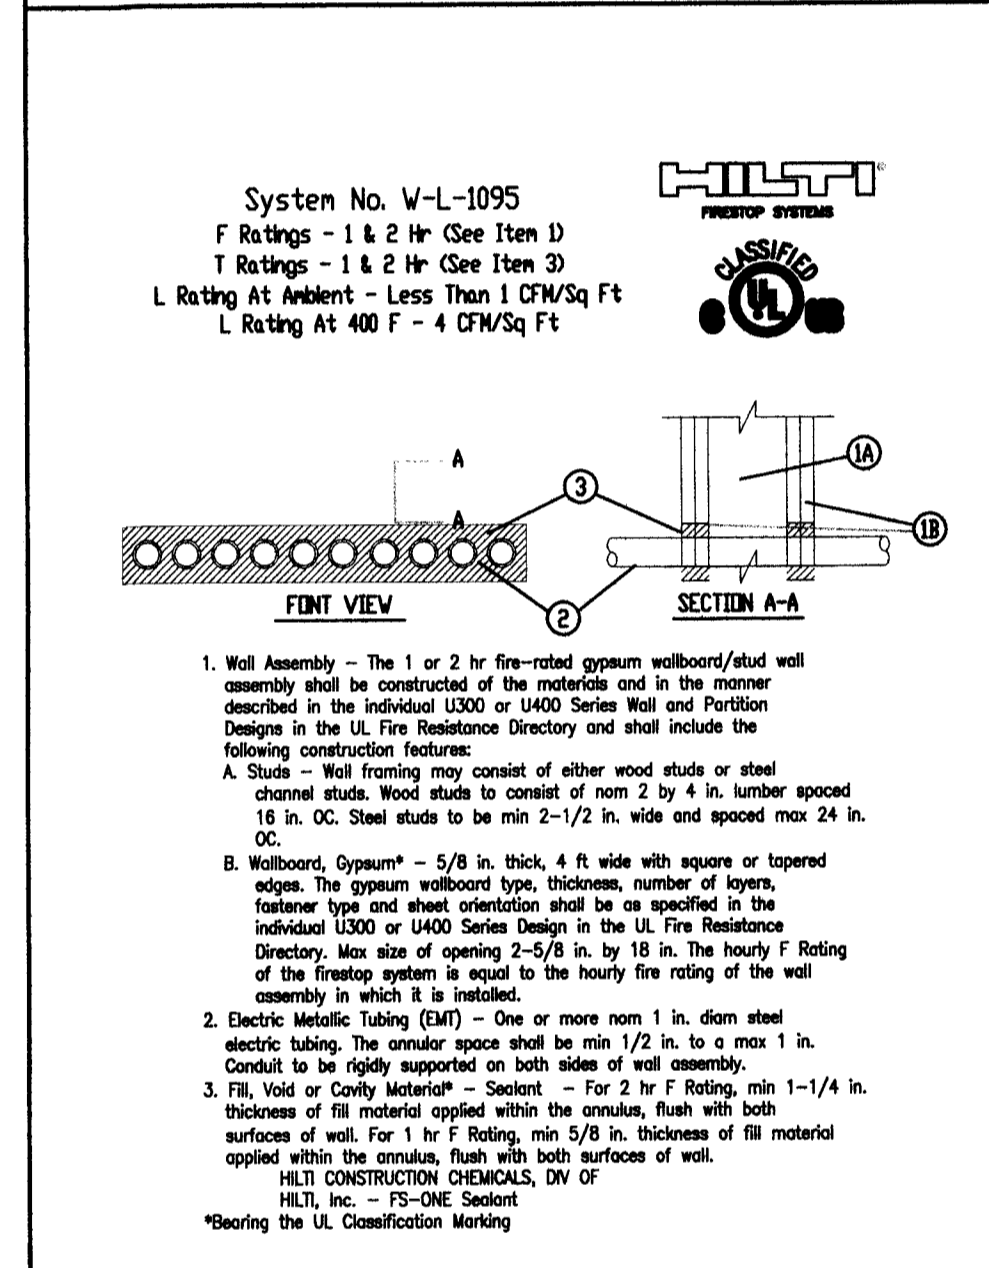 HILTI®
FIRESTOP SYSTEMS
System No. W-L-1095
F Ratings - 1 & 2 Hr (See Item 1)
T Ratings - 1 & 2 Hr (See Item 3)
L Rating At Ambient - Less Than 1 CFM/Sq Ft
L Rating At 400 F - 4 CFM/Sq Ft
CLASSIFIED
C UL US
A
A
3
1A
1B
2
FONT VIEW
SECTION A-A
1. Wall Assembly – The 1 or 2 hr fire-rated gypsum wallboard/stud wall
assembly shall be constructed of the materials and in the manner
described in the individual U300 or U400 Series Wall and Partition
Designs in the UL Fire Resistance Directory and shall include the
following construction features:
A. Studs – Wall framing may consist of either wood studs or steel
channel studs. Wood studs to consist of nom 2 by 4 in. lumber spaced
16 in. OC. Steel studs to be min 2-1/2 in. wide and spaced max 24 in.
OC.
B. Wallboard, Gypsum* – 5/8 in. thick, 4 ft wide with square or tapered
edges. The gypsum wallboard type, thickness, number of layers,
fastener type and sheet orientation shall be as specified in the
individual U300 or U400 Series Design in the UL Fire Resistance
Directory. Max size of opening 2-5/8 in. by 18 in. The hourly F Rating
of the firestop system is equal to the hourly fire rating of the wall
assembly in which it is installed.
2. Electric Metallic Tubing (EMT) – One or more nom 1 in. diam steel
electric tubing. The annular space shall be min 1/2 in. to a max 1 in.
Conduit to be rigidly supported on both sides of wall assembly.
3. Fill, Void or Cavity Material* – Sealant – For 2 hr F Rating, min 1-1/4 in.
thickness of fill material applied within the annulus, flush with both
surfaces of wall. For 1 hr F Rating, min 5/8 in. thickness of fill material
applied within the annulus, flush with both surfaces of wall.
HILTI CONSTRUCTION CHEMICALS, DIV OF
HILTI, Inc. – FS-ONE Sealant
*Bearing the UL Classification Marking